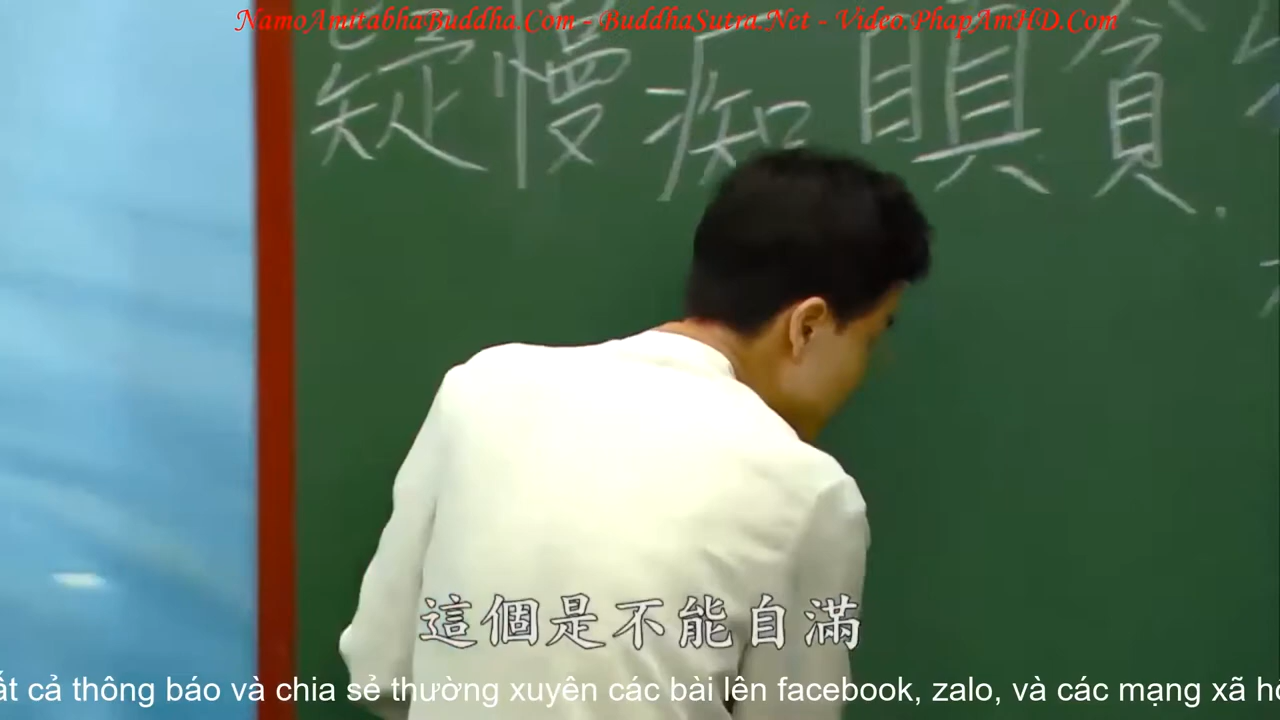 NamoAmitabhaBuddha.Com - BuddhaSutra.Net - Video.PhapAmHD.Com
疑慢痴瞋貪
這個是不能自滿
ất cả thông báo và chia sẻ thường xuyên các bài lên facebook, zalo, và các mạng xã hộ